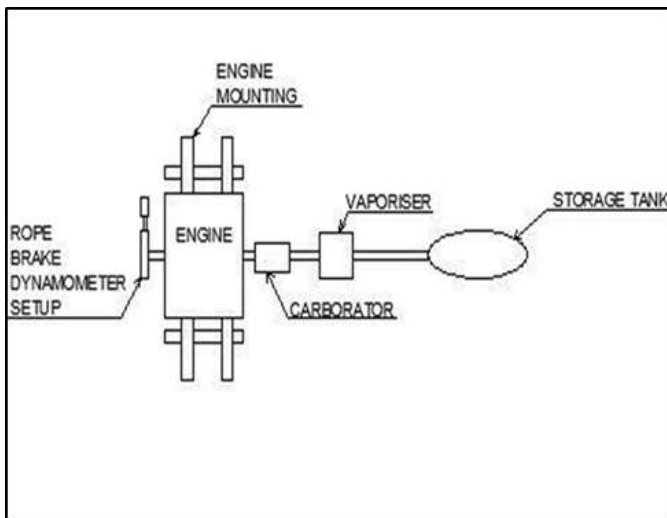 ENGINE
MOUNTING
VAPORISER
STORAGE TANK
ROPE
BRAKE
DYNAMOMETER
SETUP
ENGINE
CARBORATOR